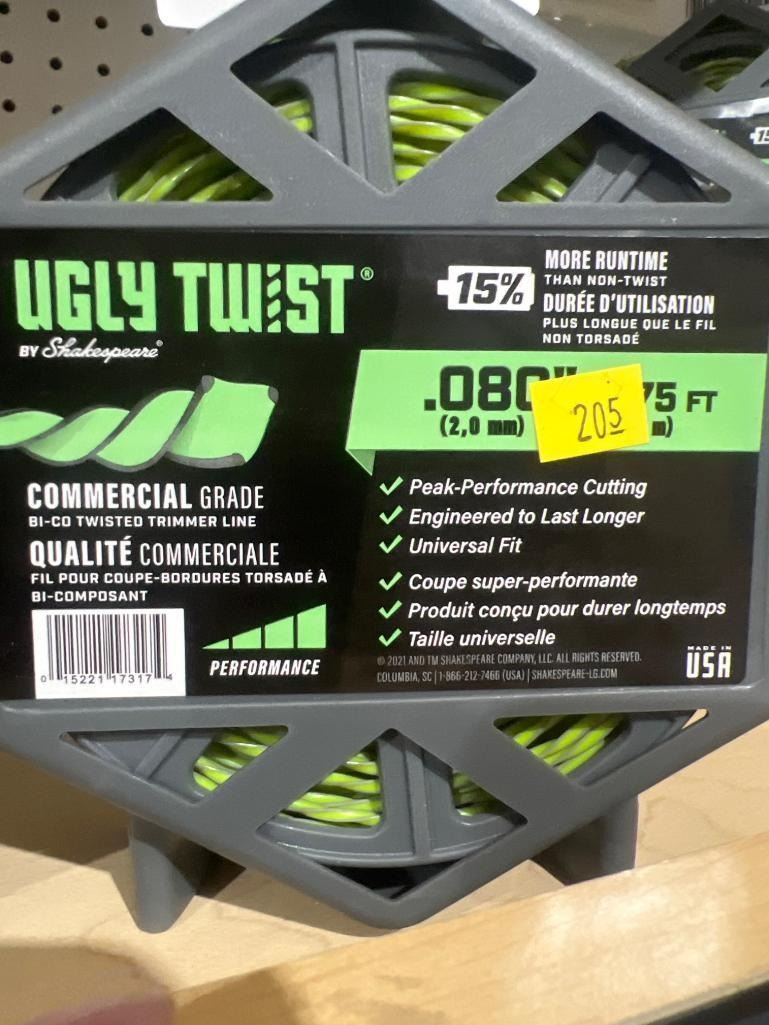 UGLY TWIST®
BY Shakespeare®
15%
MORE RUNTIME
THAN NON-TWIST
DURÉE D'UTILISATION
PLUS LONGUE QUE LE FIL
NON TORSADÉ
.080" 75 FT
(2,0 mm) m)
205
COMMERCIAL GRADE
BI-CO TWISTED TRIMMER LINE
QUALITÉ COMMERCIALE
FIL POUR COUPE-BORDURES TORSADÉ À
BI-COMPOSANT
Peak-Performance Cutting
Engineered to Last Longer
Universal Fit
Coupe super-performante
Produit conçu pour durer longtemps
Taille universelle
0 15221 17317 4
PERFORMANCE
© 2021 AND TM SHAKESPEARE COMPANY, LLC. ALL RIGHTS RESERVED.
COLUMBIA, SC | 1-866-212-7466 (USA) | SHAKESPEARE-LG.COM
MADE IN
USA